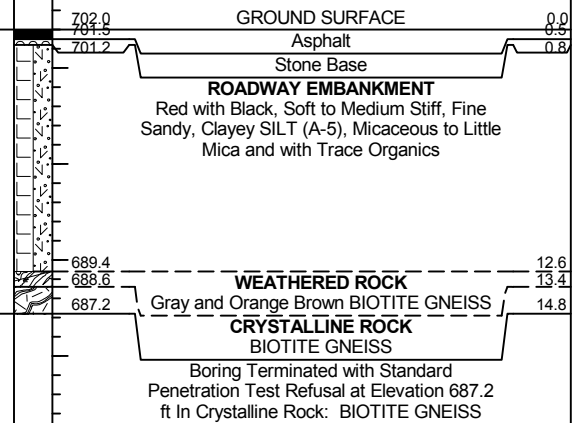 702.0 GROUND SURFACE 0.0
701.5 Asphalt 0.5
701.2 Stone Base 0.8
ROADWAY EMBANKMENT
Red with Black, Soft to Medium Stiff, Fine
Sandy, Clayey SILT (A-5), Micaceous to Little
Mica and with Trace Organics
689.4 12.6
688.6 WEATHERED ROCK 13.4
Gray and Orange Brown BIOTITE GNEISS
687.2 14.8
CRYSTALLINE ROCK
BIOTITE GNEISS
Boring Terminated with Standard
Penetration Test Refusal at Elevation 687.2
ft In Crystalline Rock: BIOTITE GNEISS